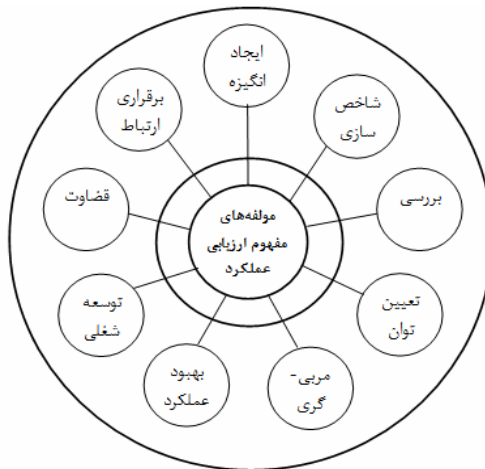 ایجاد
انگیزه
شاخص
سازی
بررسی
تعیین
توان
مربی-
گری
بهبود
عملکرد
توسعه
شغلی
قضاوت
برقراری
ارتباط
مولفه‌های
مفهوم ارزیابی
عملکرد